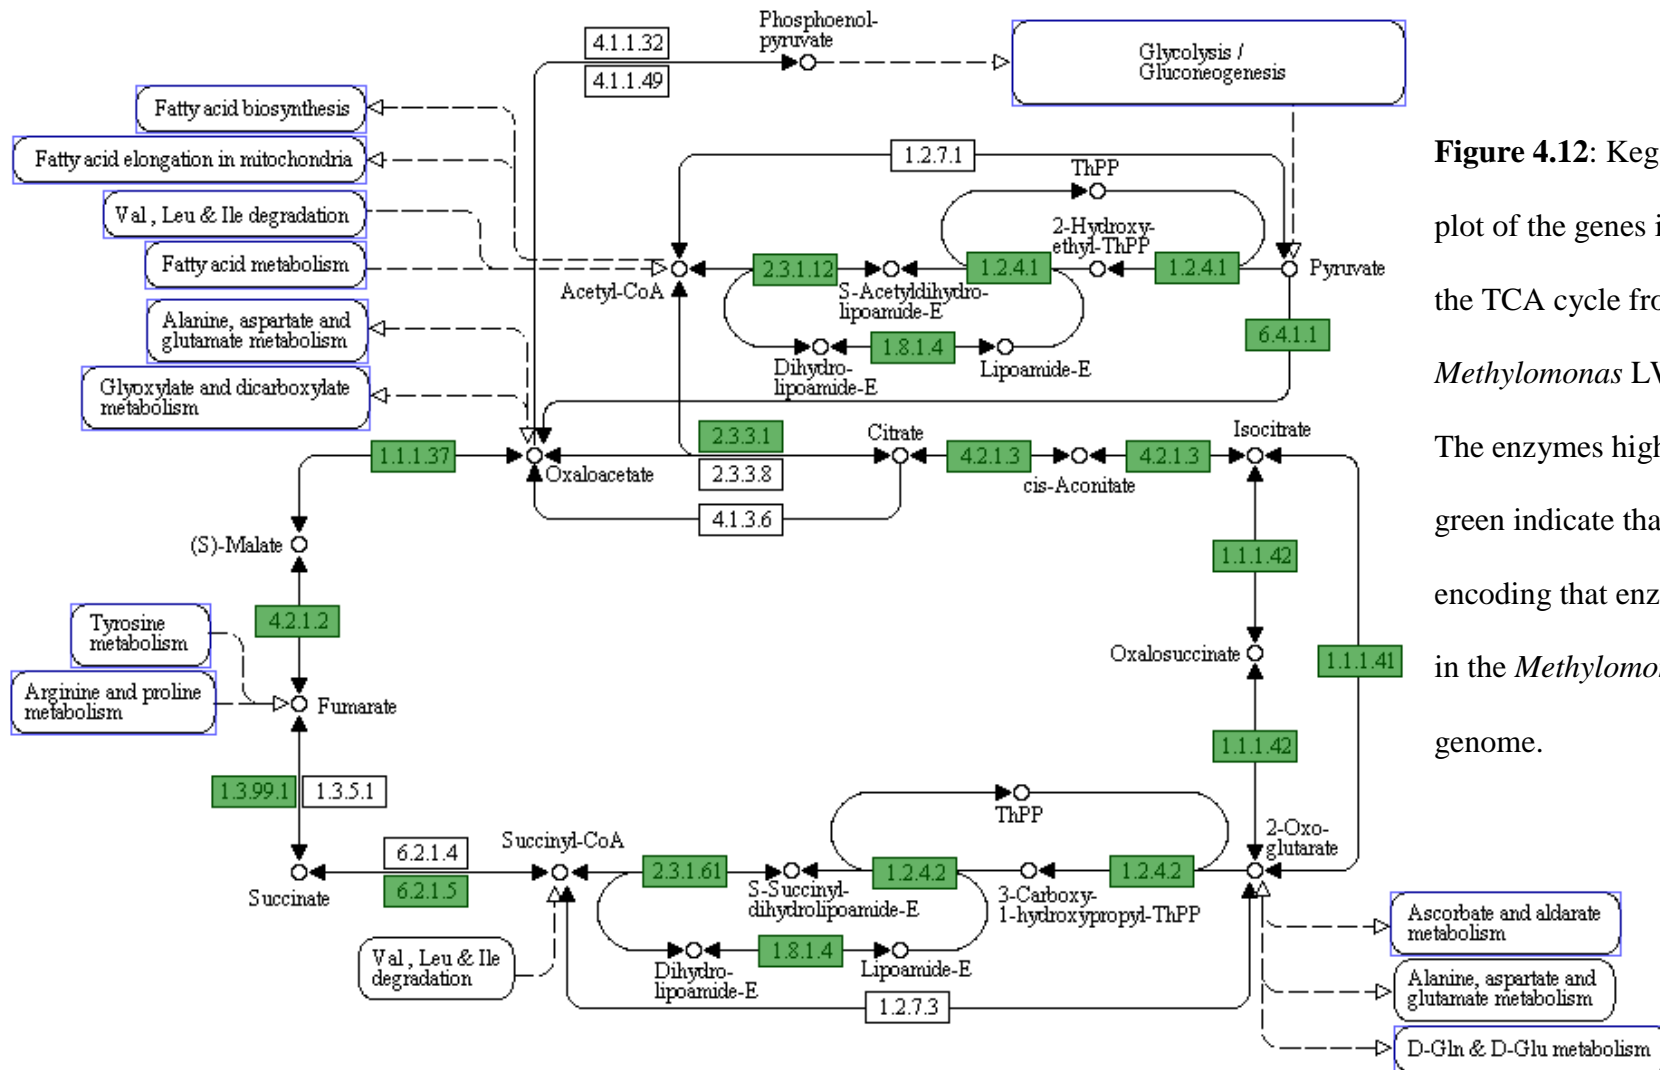 Phosphoenol-
pyruvate
4.1.1.32
4.1.1.49
Glycolysis /
Gluconeogenesis
Fatty acid biosynthesis
Fatty acid elongation in mitochondria
Val , Leu & Ile degradation
Fatty acid metabolism
Alanine, aspartate and
glutamate metabolism
Glyoxylate and dicarboxylate
metabolism
1.2.7.1
ThPP
2-Hydroxy-
ethyl-ThPP
2.3.1.12
1.2.4.1
1.2.4.1
Pyruvate
Acetyl-CoA
S-Acetyldihydro-
lipoamide-E
6.4.1.1
1.8.1.4
Dihydro-
lipoamide-E
Lipoamide-E
1.1.1.37
Oxaloacetate
2.3.3.1
2.3.3.8
4.1.3.6
Citrate
4.2.1.3
cis-Aconitate
4.2.1.3
Isocitrate
(S)-Malate
1.1.1.42
4.2.1.2
Tyrosine
metabolism
Arginine and proline
metabolism
Fumarate
Oxalosuccinate
1.1.1.41
1.1.1.42
1.3.99.1
1.3.5.1
ThPP
2-Oxo-
glutarate
6.2.1.4
6.2.1.5
Succinyl-CoA
Succinate
2.3.1.61
S-Succinyl-
dihydrolipoamide-E
1.2.4.2
3-Carboxy-
1-hydroxypropyl-ThPP
1.2.4.2
Val , Leu & Ile
degradation
1.8.1.4
Dihydro-
lipoamide-E
Lipoamide-E
1.2.7.3
Ascorbate and aldarate
metabolism
Alanine, aspartate and
glutamate metabolism
D-Gln & D-Glu metabolism
Figure 4.12: Keg
plot of the genes i
the TCA cycle fro
Methylomonas LV
The enzymes high
green indicate tha
encoding that enz
in the Methylomo
genome.